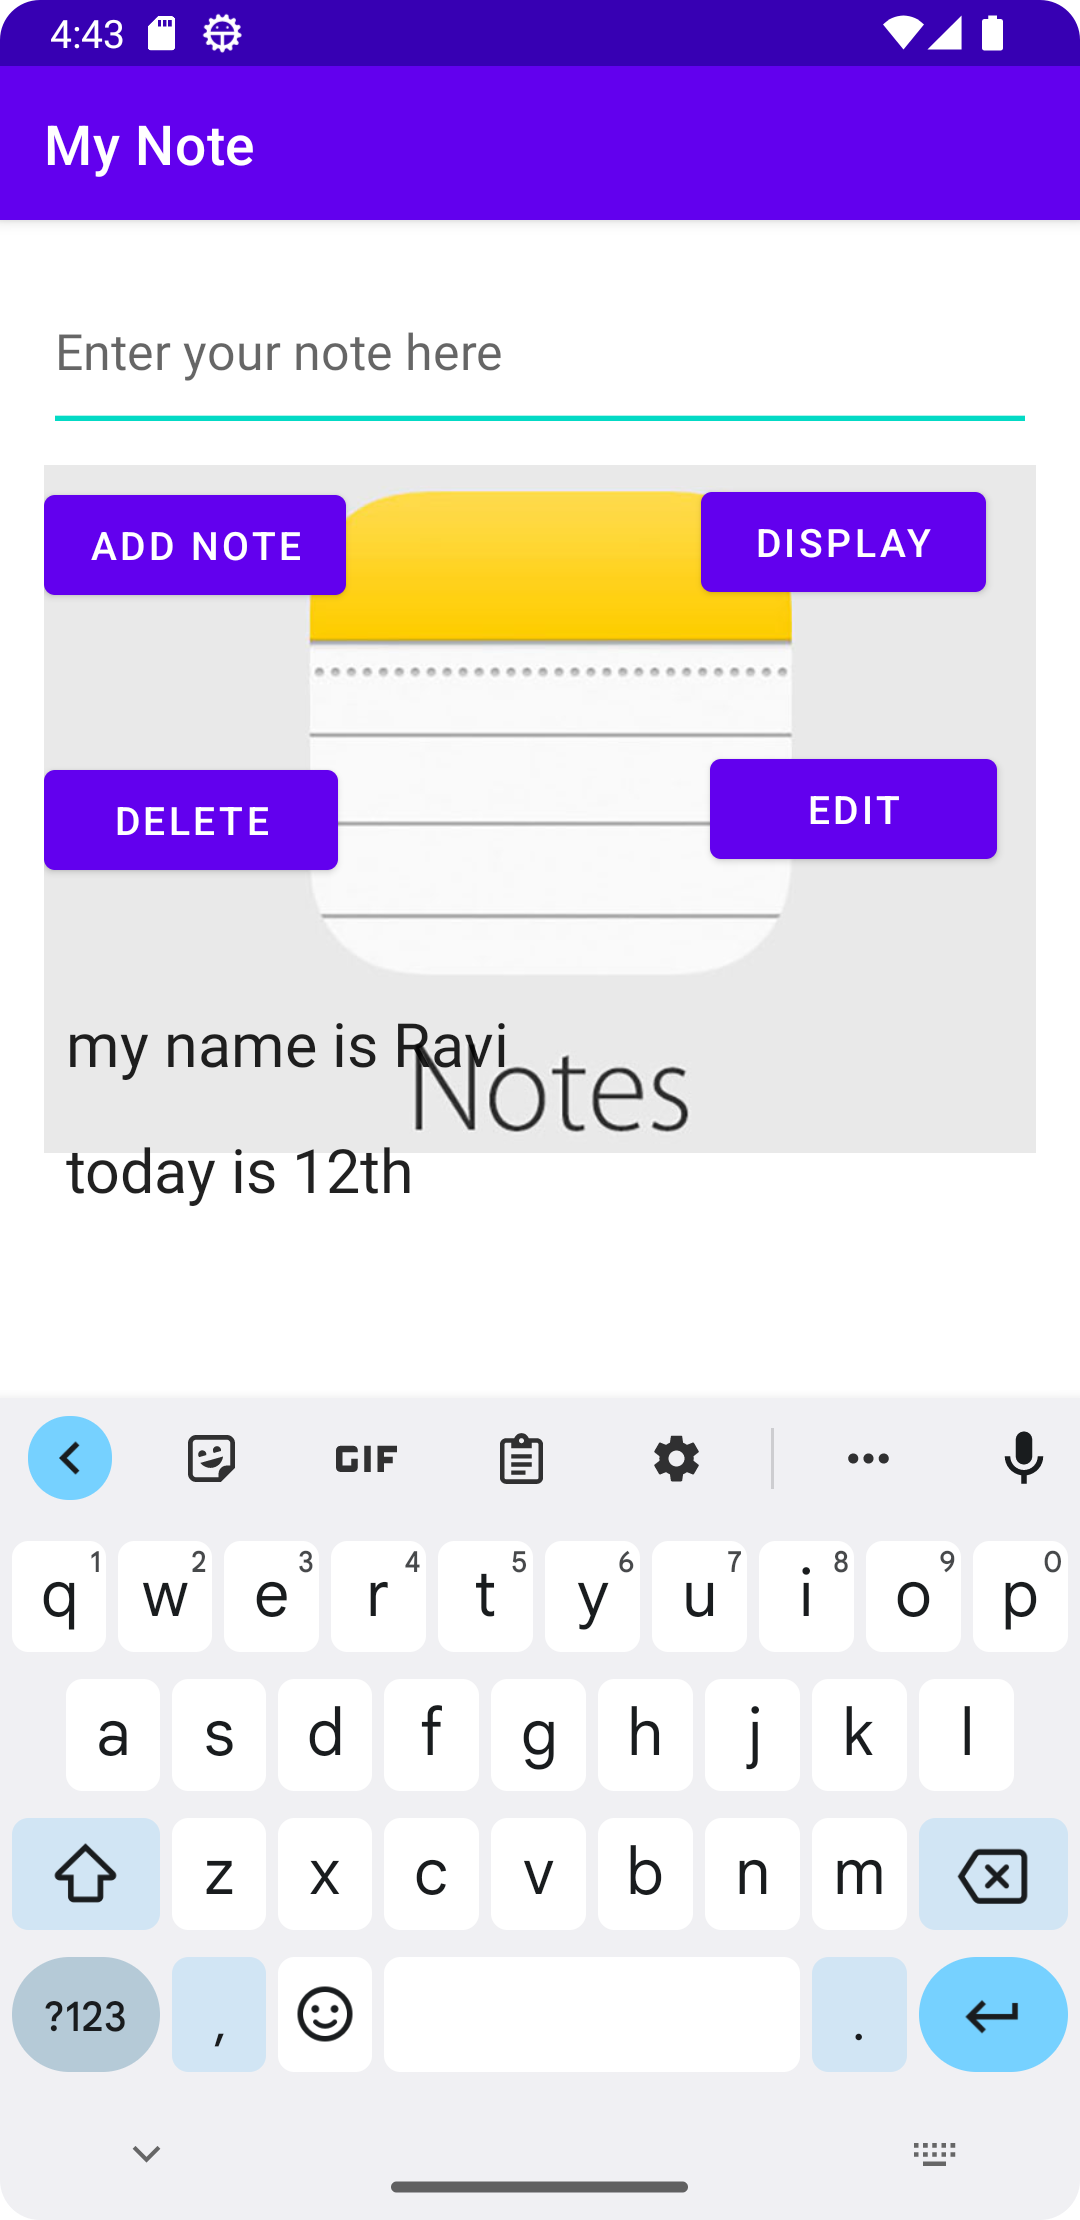 4:43
My Note
Enter your note here
ADD NOTE
DISPLAY
DELETE
EDIT
my name is Ravi
Notes
today is 12th
GIF
q 1 w 2 e 3 r 4 t 5 y 6 u 7 i 8 o 9 p 0
a s d f g h j k l
z x c v b n m
?123 , .